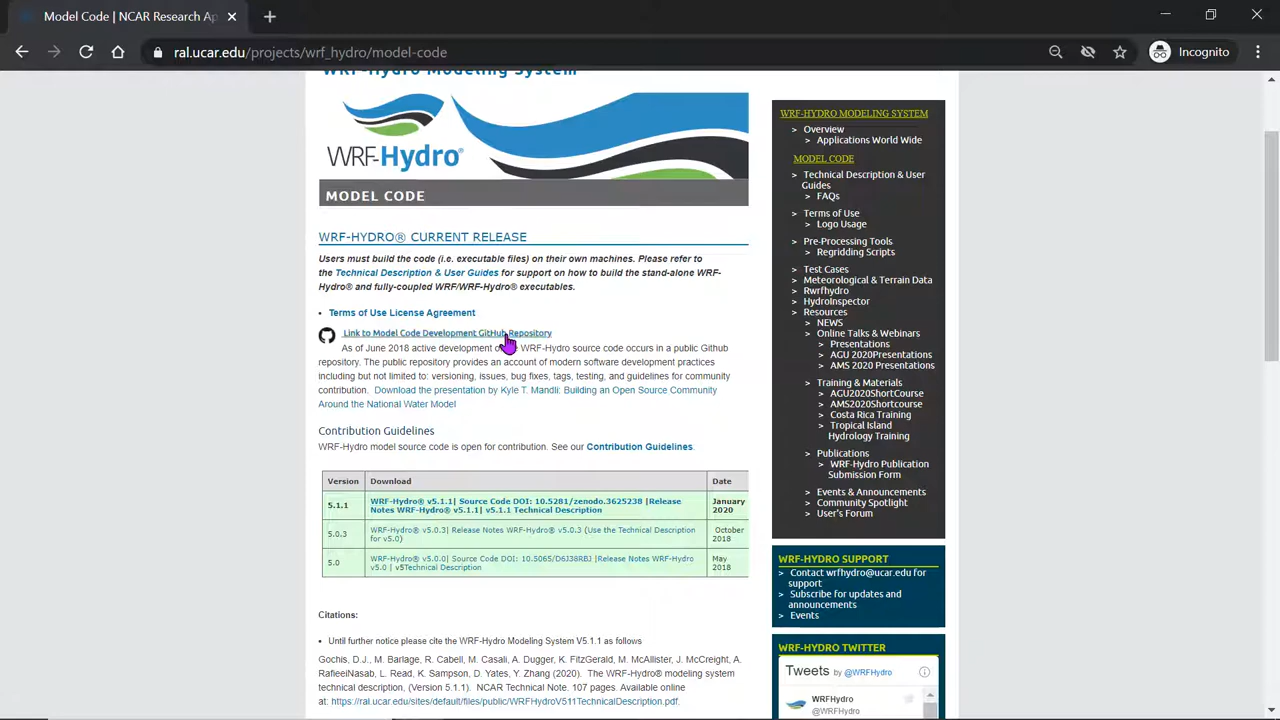 Model Code | NCAR Research Ap
ral.ucar.edu/projects/wrf_hydro/model-code
Incognito
WRF-Hydro Modeling System
WRF-Hydro®
MODEL CODE
WRF-HYDRO® CURRENT RELEASE
Users must build the code (i.e. executable files) on their own machines. Please refer to
the Technical Description & User Guides for support on how to build the stand-alone WRF-
Hydro® and fully-coupled WRF/WRF-Hydro® executables.
Terms of Use License Agreement
Link to Model Code Development GitHub Repository
As of June 2018 active development o WRF-Hydro source code occurs in a public Github
repository. The public repository provides an account of modern software development practices
including but not limited to: versioning, issues, bug fixes, tags, testing, and guidelines for community
contribution. Download the presentation by Kyle T. Mandli: Building an Open Source Community
Around the National Water Model
Contribution Guidelines
WRF-Hydro model source code is open for contribution. See our Contribution Guidelines.
Version Download Date
5.1.1 WRF-Hydro® v5.1.1| Source Code DOI: 10.5281/zenodo.3625238 |Release
Notes WRF-Hydro® v5.1.1| v5.1.1 Technical Description
January
2020
5.0.3 WRF-Hydro® v5.0.3| Release Notes WRF-Hydro® v5.0.3 (Use the Technical Description
for v5.0)
October
2018
5.0 WRF-Hydro® v5.0.0| Source Code DOI: 10.5065/D6J38RBJ |Release Notes WRF-Hydro
v5.0 | v5Technical Description
May
2018
Citations:
Until further notice please cite the WRF-Hydro Modeling System V5.1.1 as follows
Gochis, D.J., M. Barlage, R. Cabell, M. Casali, A. Dugger, K. FitzGerald, M. McAllister, J. McCreight, A.
RafieeiNasab, L. Read, K. Sampson, D. Yates, Y. Zhang (2020). The WRF-Hydro® modeling system
technical description, (Version 5.1.1). NCAR Technical Note. 107 pages. Available online
at: https://ral.ucar.edu/sites/default/files/public/WRFHydroV511TechnicalDescription.pdf.
WRF-HYDRO MODELING SYSTEM
> Overview
> Applications World Wide
MODEL CODE
> Technical Description & User
Guides
> FAQs
> Terms of Use
> Logo Usage
> Pre-Processing Tools
> Regridding Scripts
> Test Cases
> Meteorological & Terrain Data
> Rwrfhydro
> HydroInspector
> Resources
> NEWS
> Online Talks & Webinars
> Presentations
> AGU 2020Presentations
> AMS 2020 Presentations
> Training & Materials
> AGU2020ShortCourse
> AMS2020Shortcourse
> Costa Rica Training
> Tropical Island
Hydrology Training
> Publications
> WRF-Hydro Publication
Submission Form
> Events & Announcements
> Community Spotlight
> User's Forum
WRF-HYDRO SUPPORT
> Contact wrfhydro@ucar.edu for
support
> Subscribe for updates and
announcements
> Events
WRF-HYDRO TWITTER
Tweets by @WRFHydro
WRFHydro
@WRFHydro